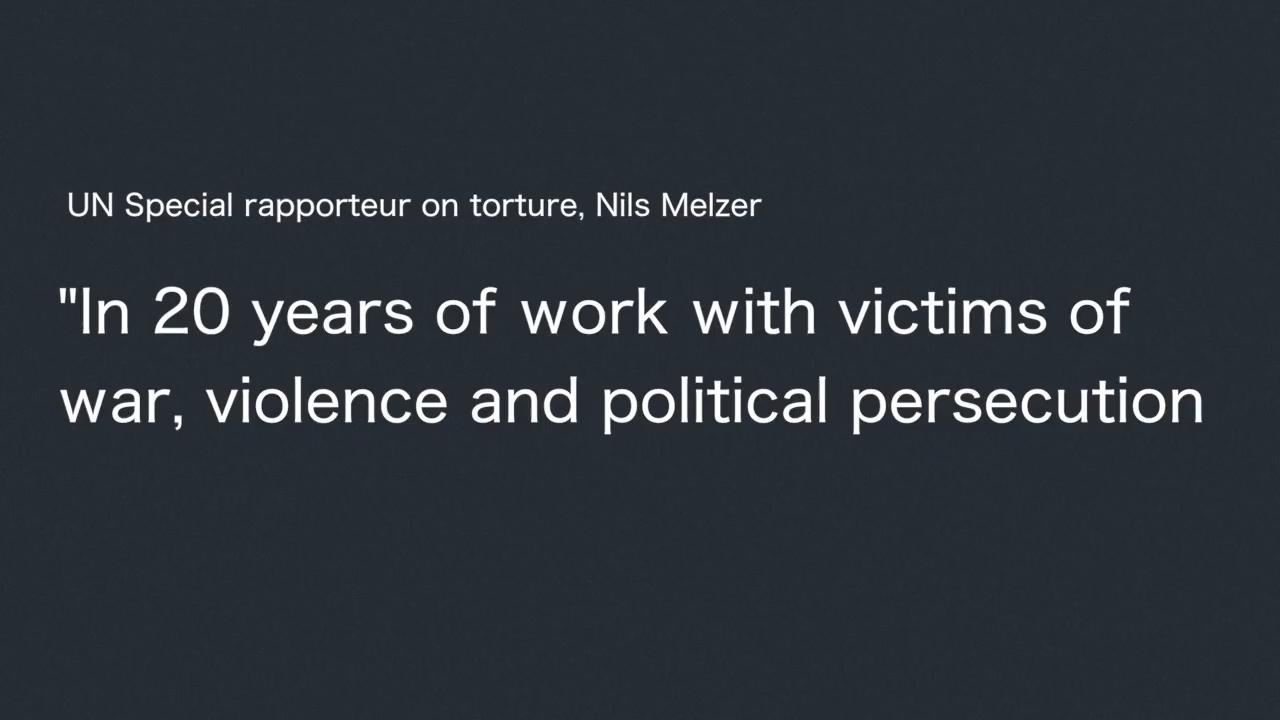 UN Special rapporteur on torture, Nils Melzer
"In 20 years of work with victims of
war, violence and political persecution